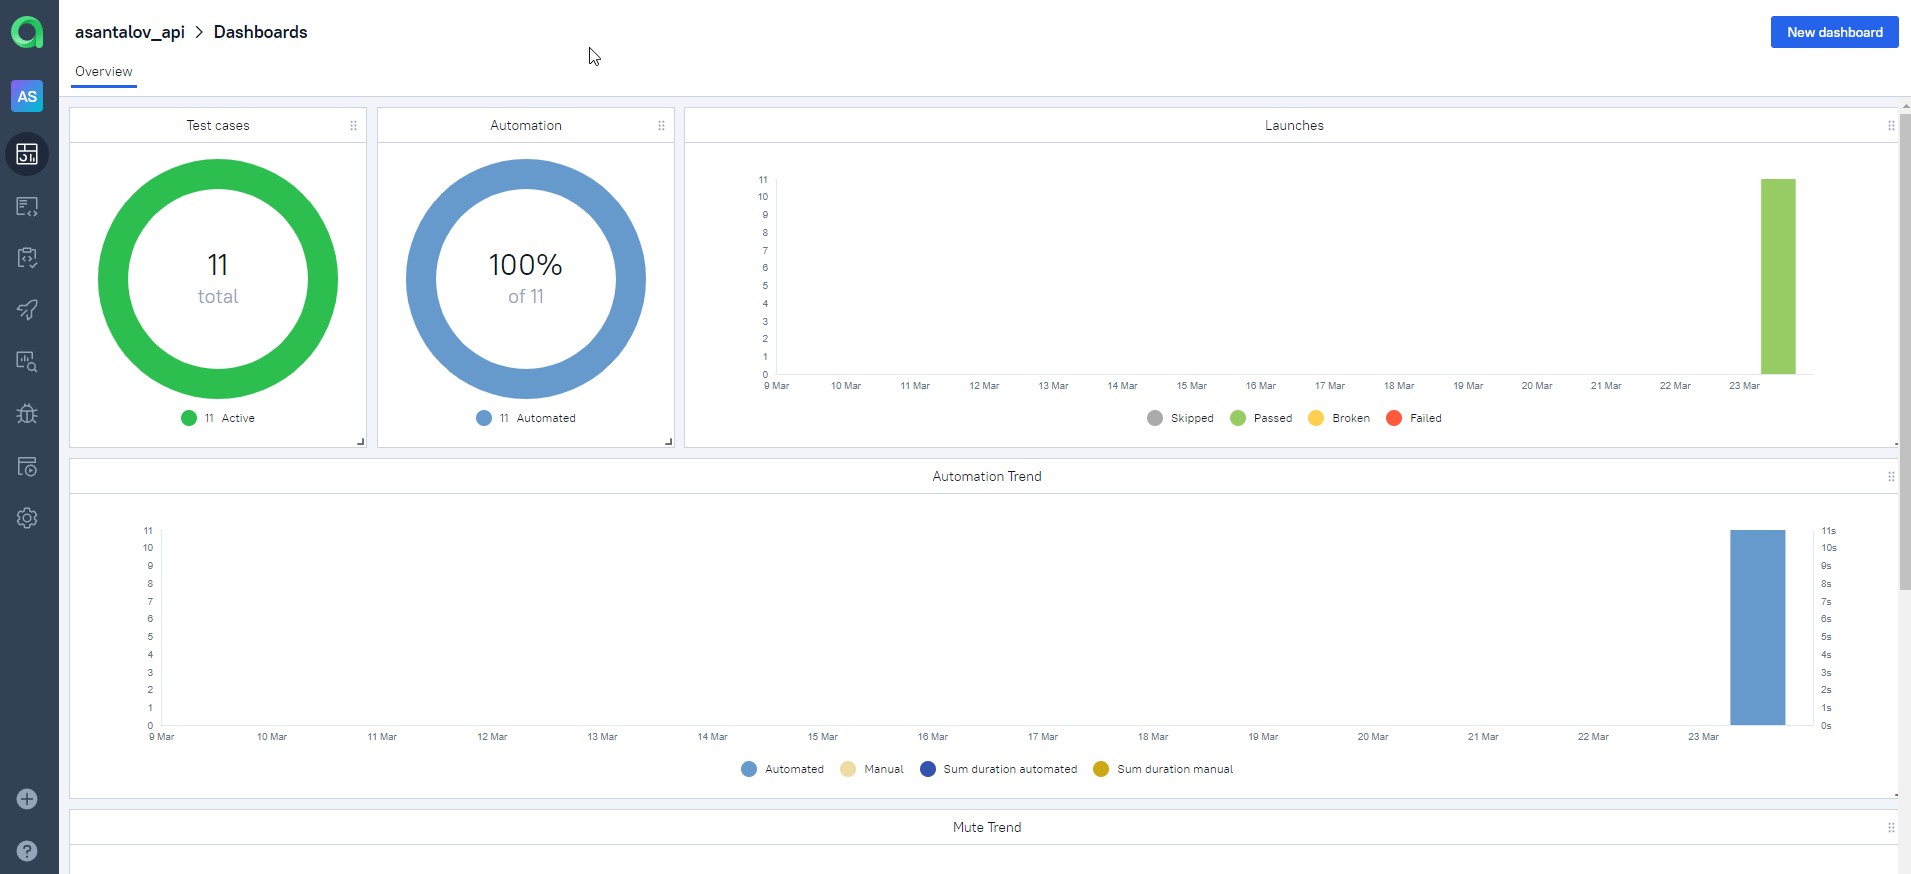 asantalov_api > Dashboards
New dashboard
Overview
AS
Test cases
11
total
11 Active
Automation
100%
of 11
11 Automated
Launches
11
10
9
8
7
6
5
4
3
2
1
0
9 Mar 10 Mar 11 Mar 12 Mar 13 Mar 14 Mar 15 Mar 16 Mar 17 Mar 18 Mar 19 Mar 20 Mar 21 Mar 22 Mar 23 Mar
Skipped Passed Broken Failed
Automation Trend
11 11s
10 10s
9 9s
8 8s
7 7s
6 6s
5 5s
4 4s
3 3s
2 2s
1 1s
0 0s
9 Mar 10 Mar 11 Mar 12 Mar 13 Mar 14 Mar 15 Mar 16 Mar 17 Mar 18 Mar 19 Mar 20 Mar 21 Mar 22 Mar 23 Mar
Automated Manual Sum duration automated Sum duration manual
Mute Trend